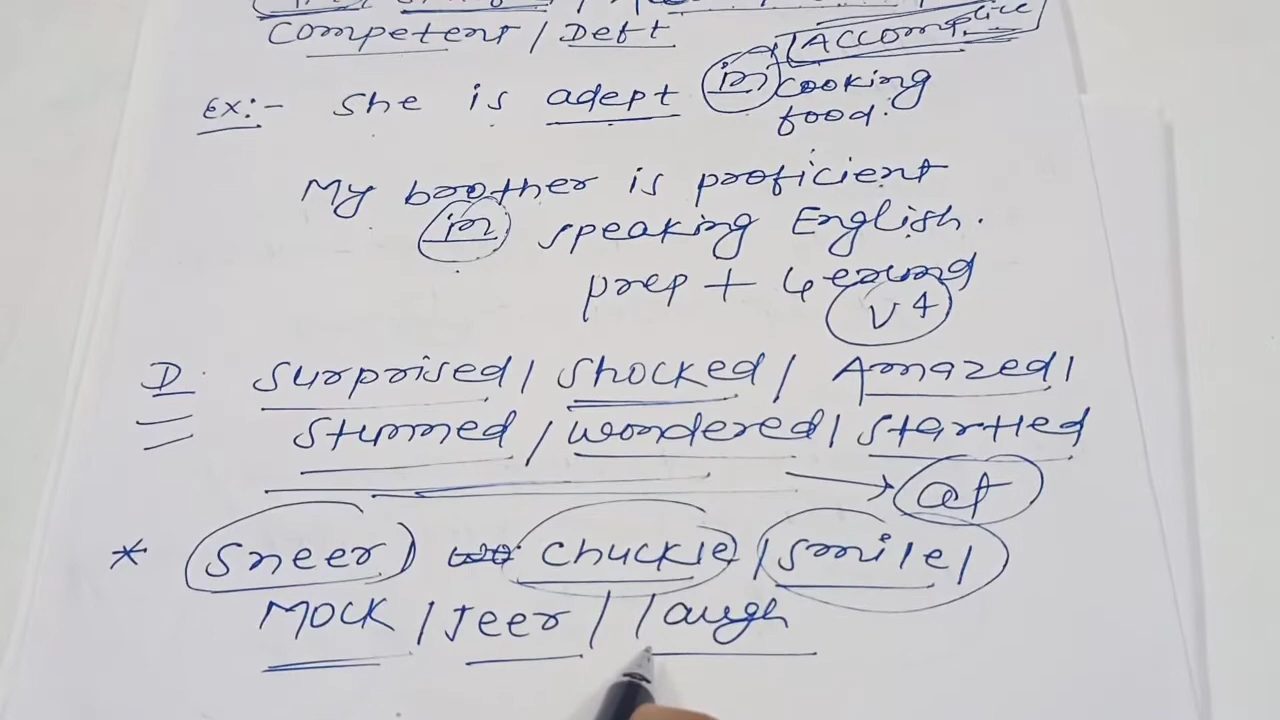 competent / Deft
Accomplice
Ex:- She is adept in cooking
food.
My brother is proficient
in speaking English.
prep + Gerund
V4
D. Surprised / Shocked / Amazed /
Stunned / wondered / startled
at
* Sneer chuckle / smile /
Mock / Jeer / laugh